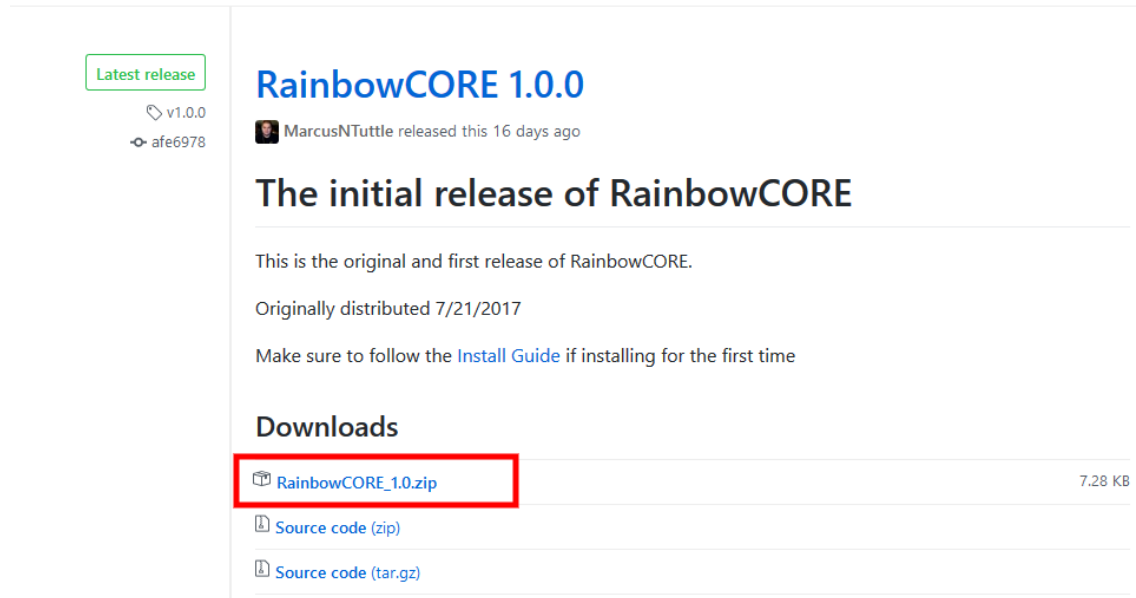 Latest release
v1.0.0
afe6978
RainbowCORE 1.0.0
MarcusNTuttle released this 16 days ago
The initial release of RainbowCORE
This is the original and first release of RainbowCORE.
Originally distributed 7/21/2017
Make sure to follow the Install Guide if installing for the first time
Downloads
RainbowCORE_1.0.zip 7.28 KB
Source code (zip)
Source code (tar.gz)